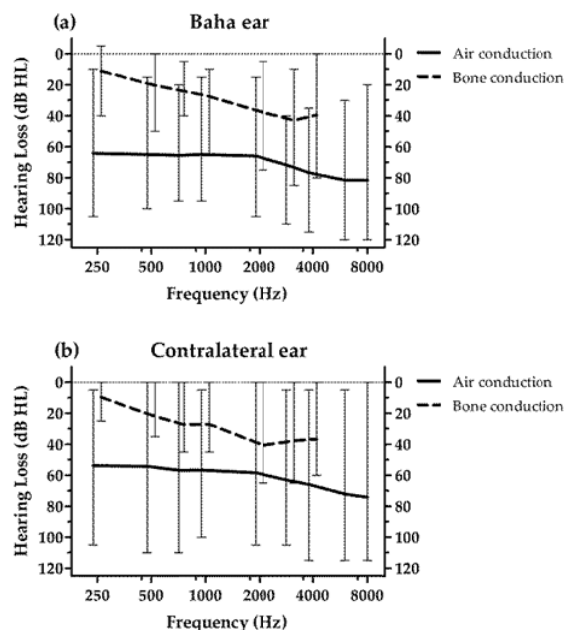 (a) Baha ear
Hearing Loss (dB HL)
0
20
40
60
80
100
120
0
20
40
60
80
100
120
250 500 1000 2000 4000 8000
Frequency (Hz)
Air conduction
Bone conduction
(b) Contralateral ear
Hearing Loss (dB HL)
0
20
40
60
80
100
120
0
20
40
60
80
100
120
250 500 1000 2000 4000 8000
Frequency (Hz)
Air conduction
Bone conduction